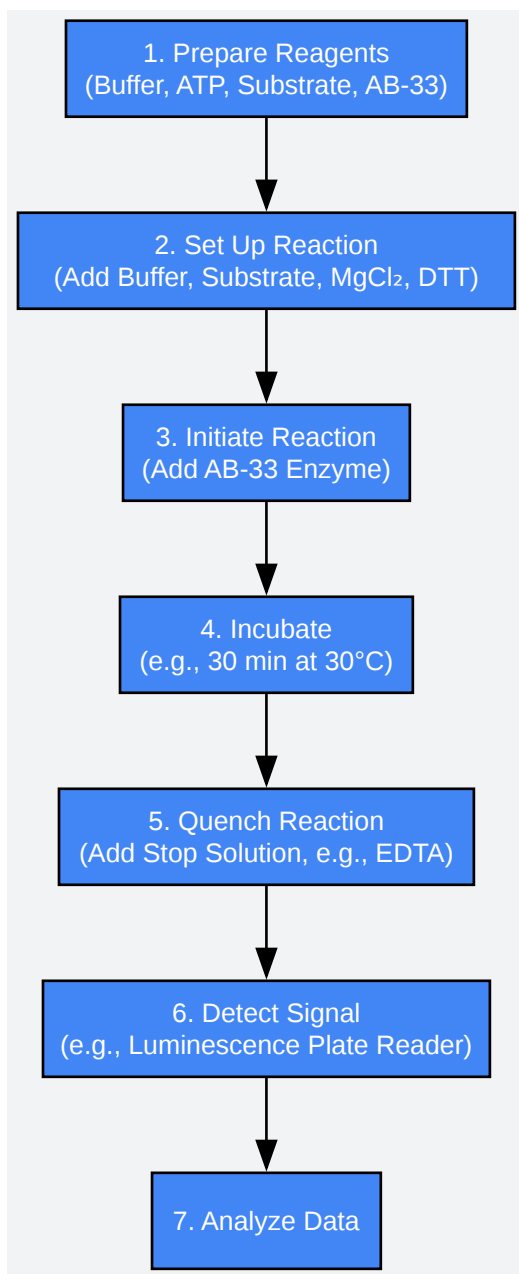 1. Prepare Reagents
(Buffer, ATP, Substrate, AB-33)
2. Set Up Reaction
(Add Buffer, Substrate, MgCl₂, DTT)
3. Initiate Reaction
(Add AB-33 Enzyme)
4. Incubate
(e.g., 30 min at 30°C)
5. Quench Reaction
(Add Stop Solution, e.g., EDTA)
6. Detect Signal
(e.g., Luminescence Plate Reader)
7. Analyze Data